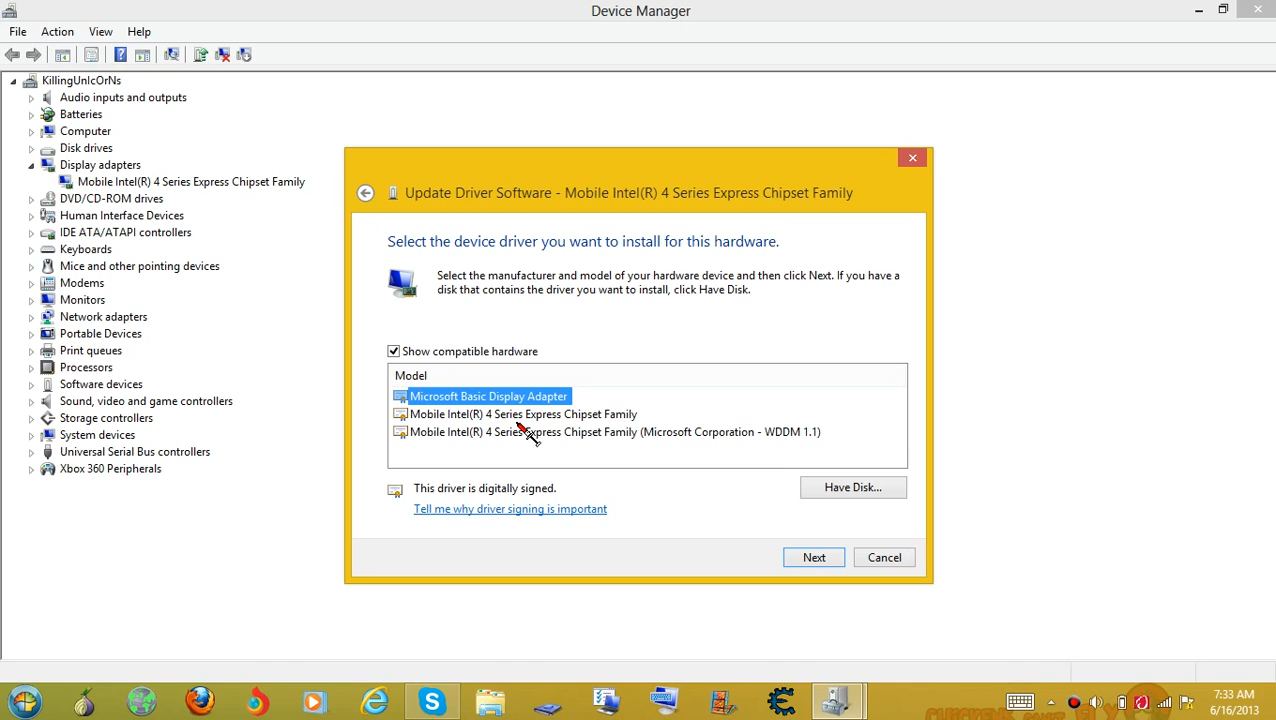 Device Manager
File Action View Help
KillingUnIcOrNs
Audio inputs and outputs
Batteries
Computer
Disk drives
Display adapters
Mobile Intel(R) 4 Series Express Chipset Family
DVD/CD-ROM drives
Human Interface Devices
IDE ATA/ATAPI controllers
Keyboards
Mice and other pointing devices
Modems
Monitors
Network adapters
Portable Devices
Print queues
Processors
Software devices
Sound, video and game controllers
Storage controllers
System devices
Universal Serial Bus controllers
Xbox 360 Peripherals
Update Driver Software - Mobile Intel(R) 4 Series Express Chipset Family
Select the device driver you want to install for this hardware.
Select the manufacturer and model of your hardware device and then click Next. If you have a
disk that contains the driver you want to install, click Have Disk.
Show compatible hardware
Model
Microsoft Basic Display Adapter
Mobile Intel(R) 4 Series Express Chipset Family
Mobile Intel(R) 4 Series Express Chipset Family (Microsoft Corporation - WDDM 1.1)
This driver is digitally signed.
Have Disk...
Tell me why driver signing is important
Next Cancel
7:33 AM
6/16/2013